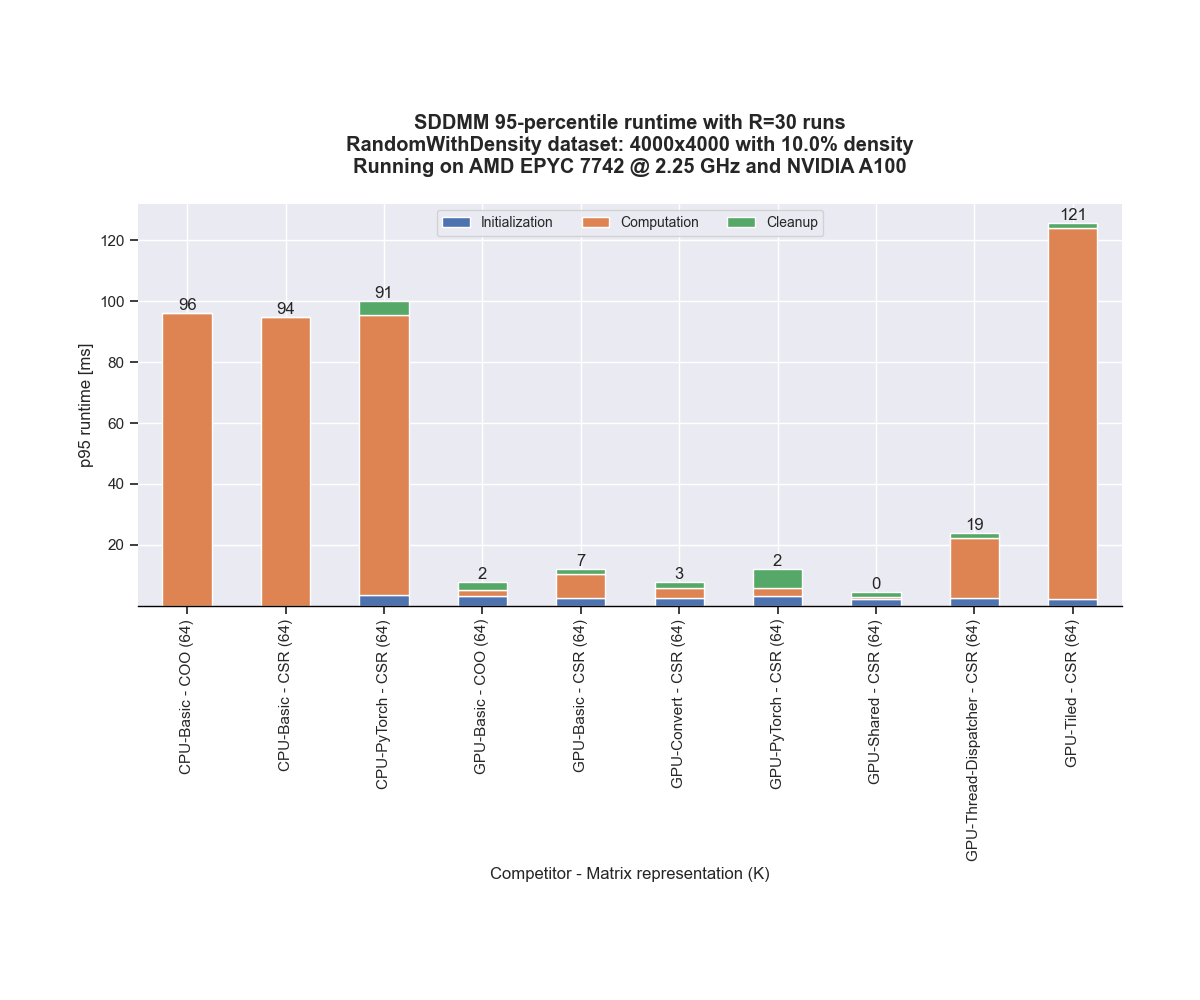 SDDMM 95-percentile runtime with R=30 runs
RandomWithDensity dataset: 4000x4000 with 10.0% density
Running on AMD EPYC 7742 @ 2.25 GHz and NVIDIA A100
Initialization Computation Cleanup
p95 runtime [ms]
120
100
80
60
40
20
96
94
91
2
7
3
2
0
19
121
CPU-Basic - COO (64)
CPU-Basic - CSR (64)
CPU-PyTorch - CSR (64)
GPU-Basic - COO (64)
GPU-Basic - CSR (64)
GPU-Convert - CSR (64)
GPU-PyTorch - CSR (64)
GPU-Shared - CSR (64)
GPU-Thread-Dispatcher - CSR (64)
GPU-Tiled - CSR (64)
Competitor - Matrix representation (K)